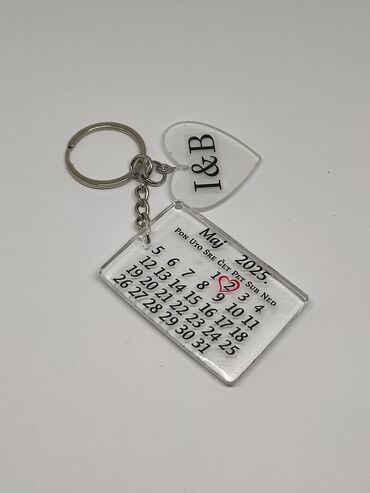 I&B
Maj 2025.
PON UTO SRE ČET PET SUB NED
1 2 3 4
5 6 7 8 9 10 11
12 13 14 15 16 17 18
19 20 21 22 23 24 25
26 27 28 29 30 31